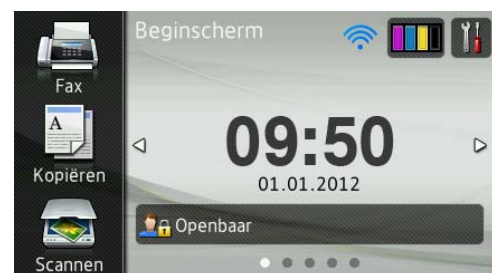 Beginscherm
Fax
A
Kopiëren
09:50
01.01.2012
Openbaar
Scannen